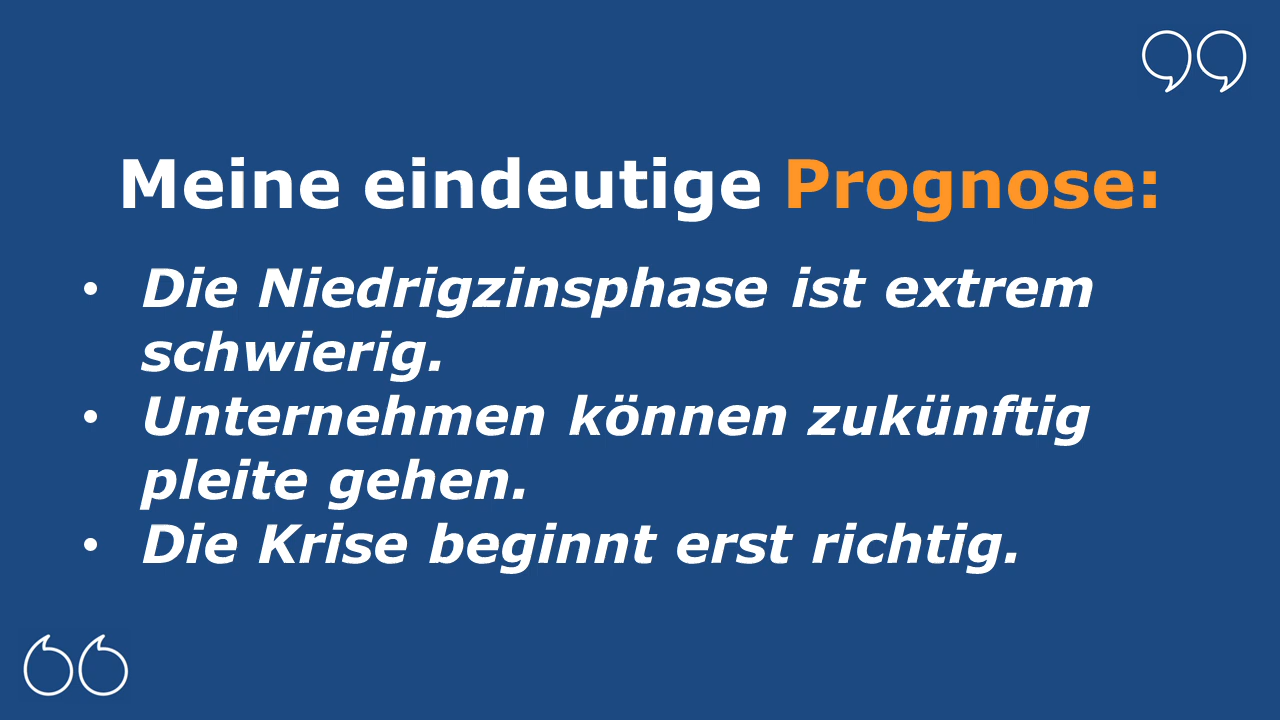 Meine eindeutige Prognose:
• Die Niedrigzinsphase ist extrem
schwierig.
• Unternehmen können zukünftig
pleite gehen.
• Die Krise beginnt erst richtig.